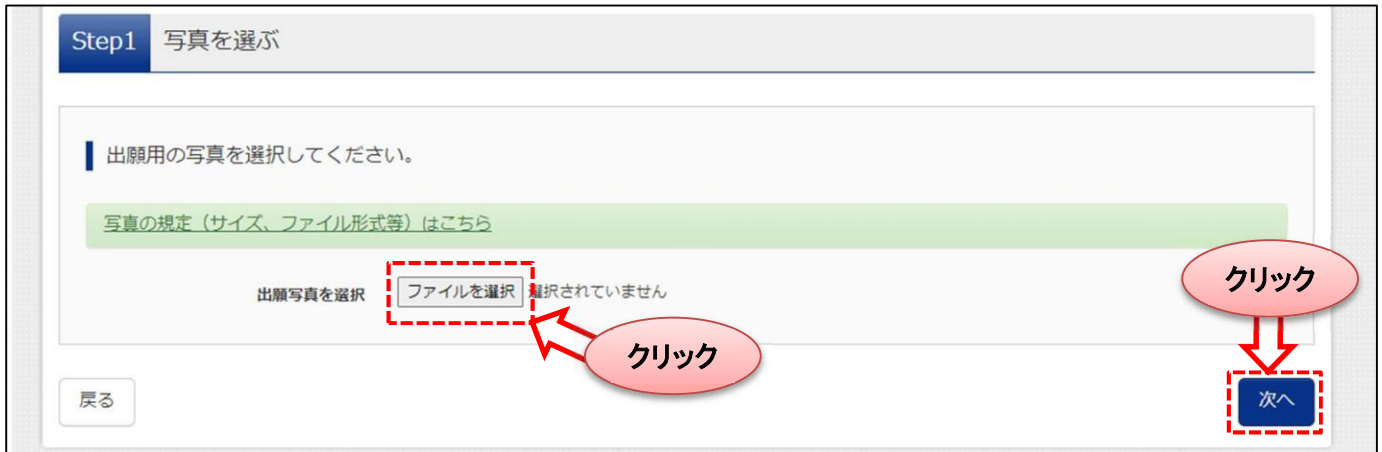 Step1 写真を選ぶ
出願用の写真を選択してください。
写真の規定（サイズ、ファイル形式等）はこちら
出願写真を選択 ファイルを選択 選択されていません
クリック
クリック
戻る 次へ